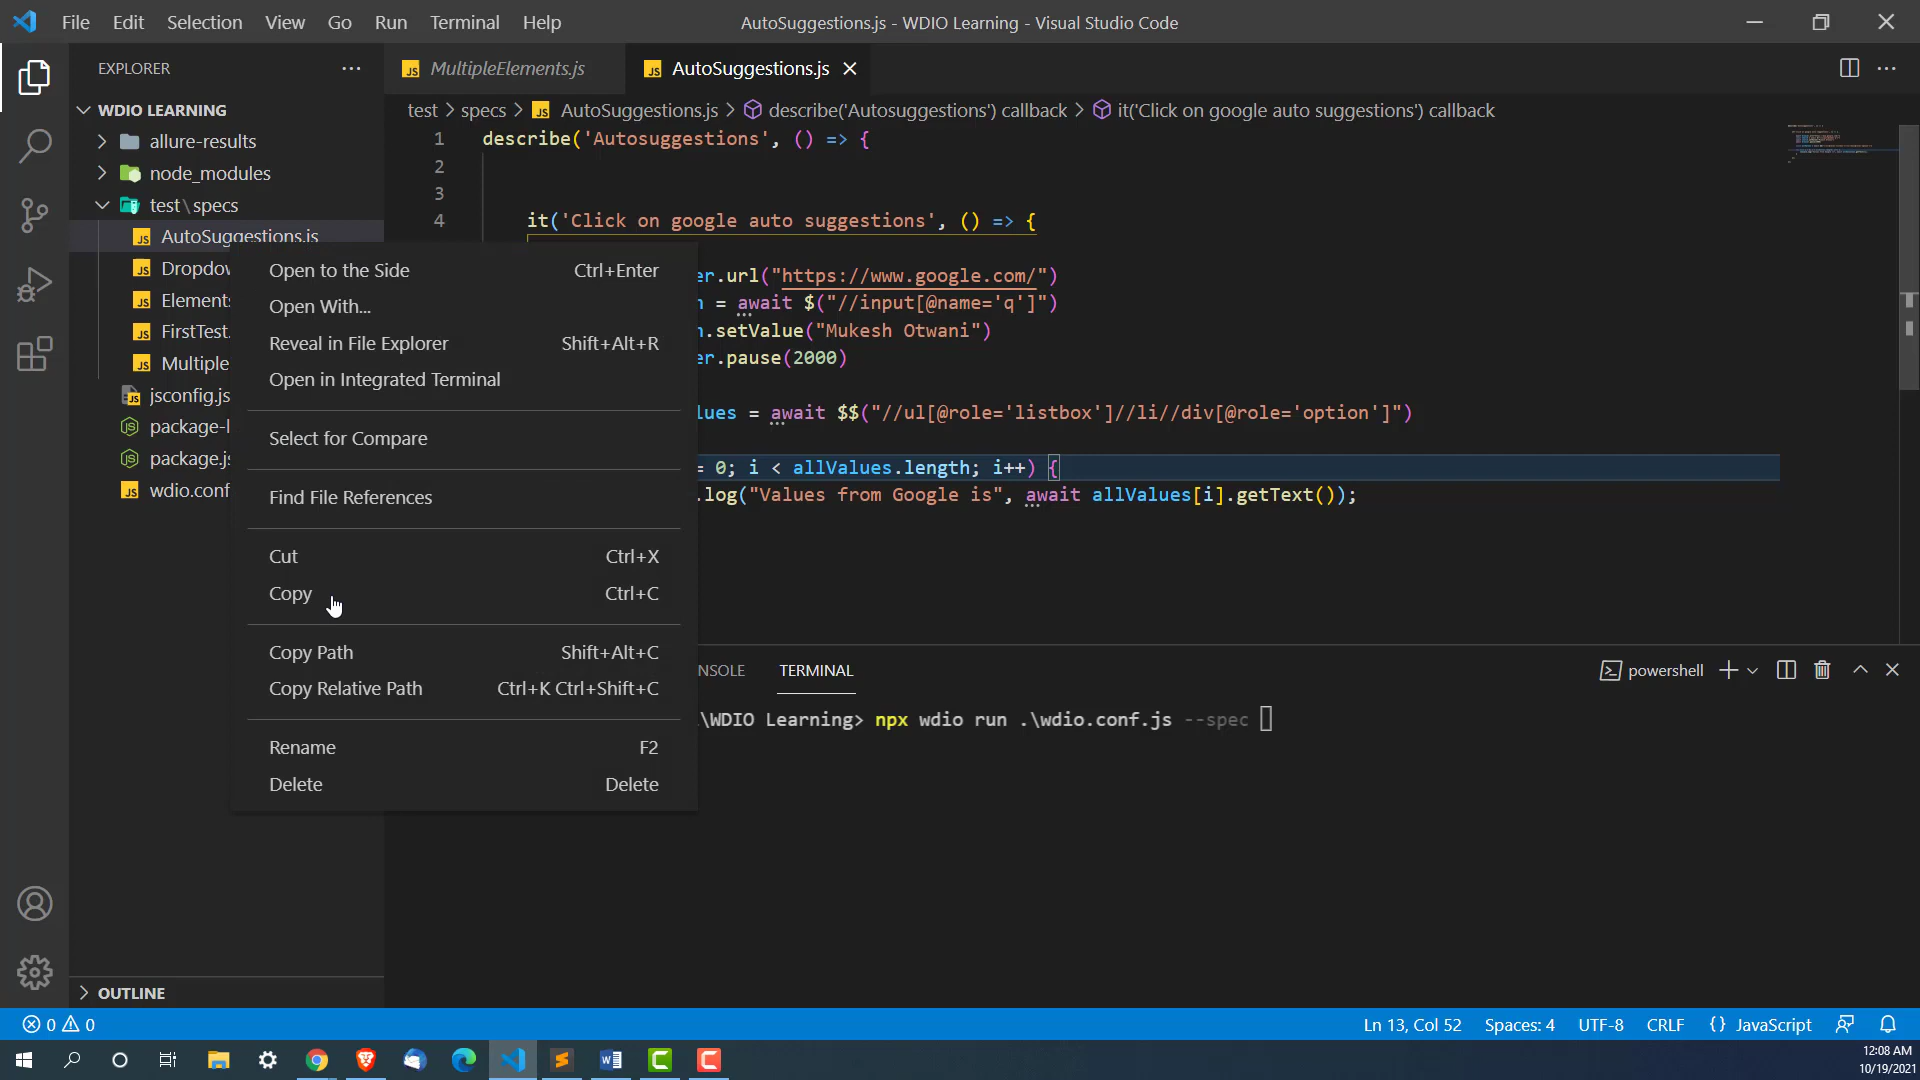 File Edit Selection View Go Run Terminal Help
AutoSuggestions.js - WDIO Learning - Visual Studio Code
EXPLORER
MultipleElements.js
AutoSuggestions.js
WDIO LEARNING
allure-results
node_modules
test\specs
AutoSuggestions.js
Dropdow
Elements
FirstTest.
Multiple
jsconfig.js
package-l
package.js
wdio.conf
OUTLINE
test > specs > AutoSuggestions.js > describe('Autosuggestions') callback > it('Click on google auto suggestions') callback
1 describe('Autosuggestions', () => {
2
3
4 it('Click on google auto suggestions', () => {
er.url("https://www.google.com/")
= await $("//input[@name='q']")
.setValue("Mukesh Otwani")
er.pause(2000)
lues = await $$("//ul[@role='listbox']//li//div[@role='option']")
= 0; i < allValues.length; i++) {
.log("Values from Google is", await allValues[i].getText());
Open to the Side Ctrl+Enter
Open With...
Reveal in File Explorer Shift+Alt+R
Open in Integrated Terminal
Select for Compare
Find File References
Cut Ctrl+X
Copy Ctrl+C
Copy Path Shift+Alt+C
Copy Relative Path Ctrl+K Ctrl+Shift+C
Rename F2
Delete Delete
NSOLE TERMINAL
powershell
\WDIO Learning> npx wdio run .\wdio.conf.js --spec
0 0
Ln 13, Col 52 Spaces: 4 UTF-8 CRLF {} JavaScript
12:08 AM
10/19/2021